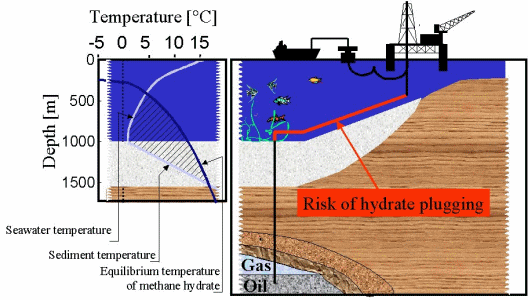 Temperature [°C]
-5 0 5 10 15
0
500
1000
1500
Depth [m]
Seawater temperature
Sediment temperature
Equilibrium temperature
of methane hydrate
Risk of hydrate plugging
Gas
Oil